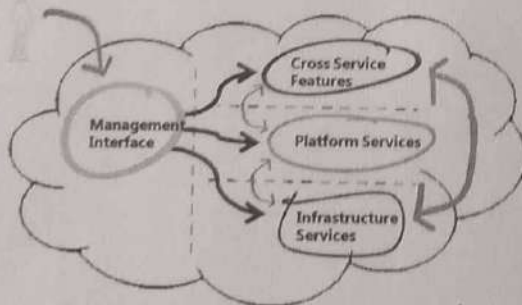 Management
Interface
Cross Service
Features
Platform Services
Infrastructure
Services